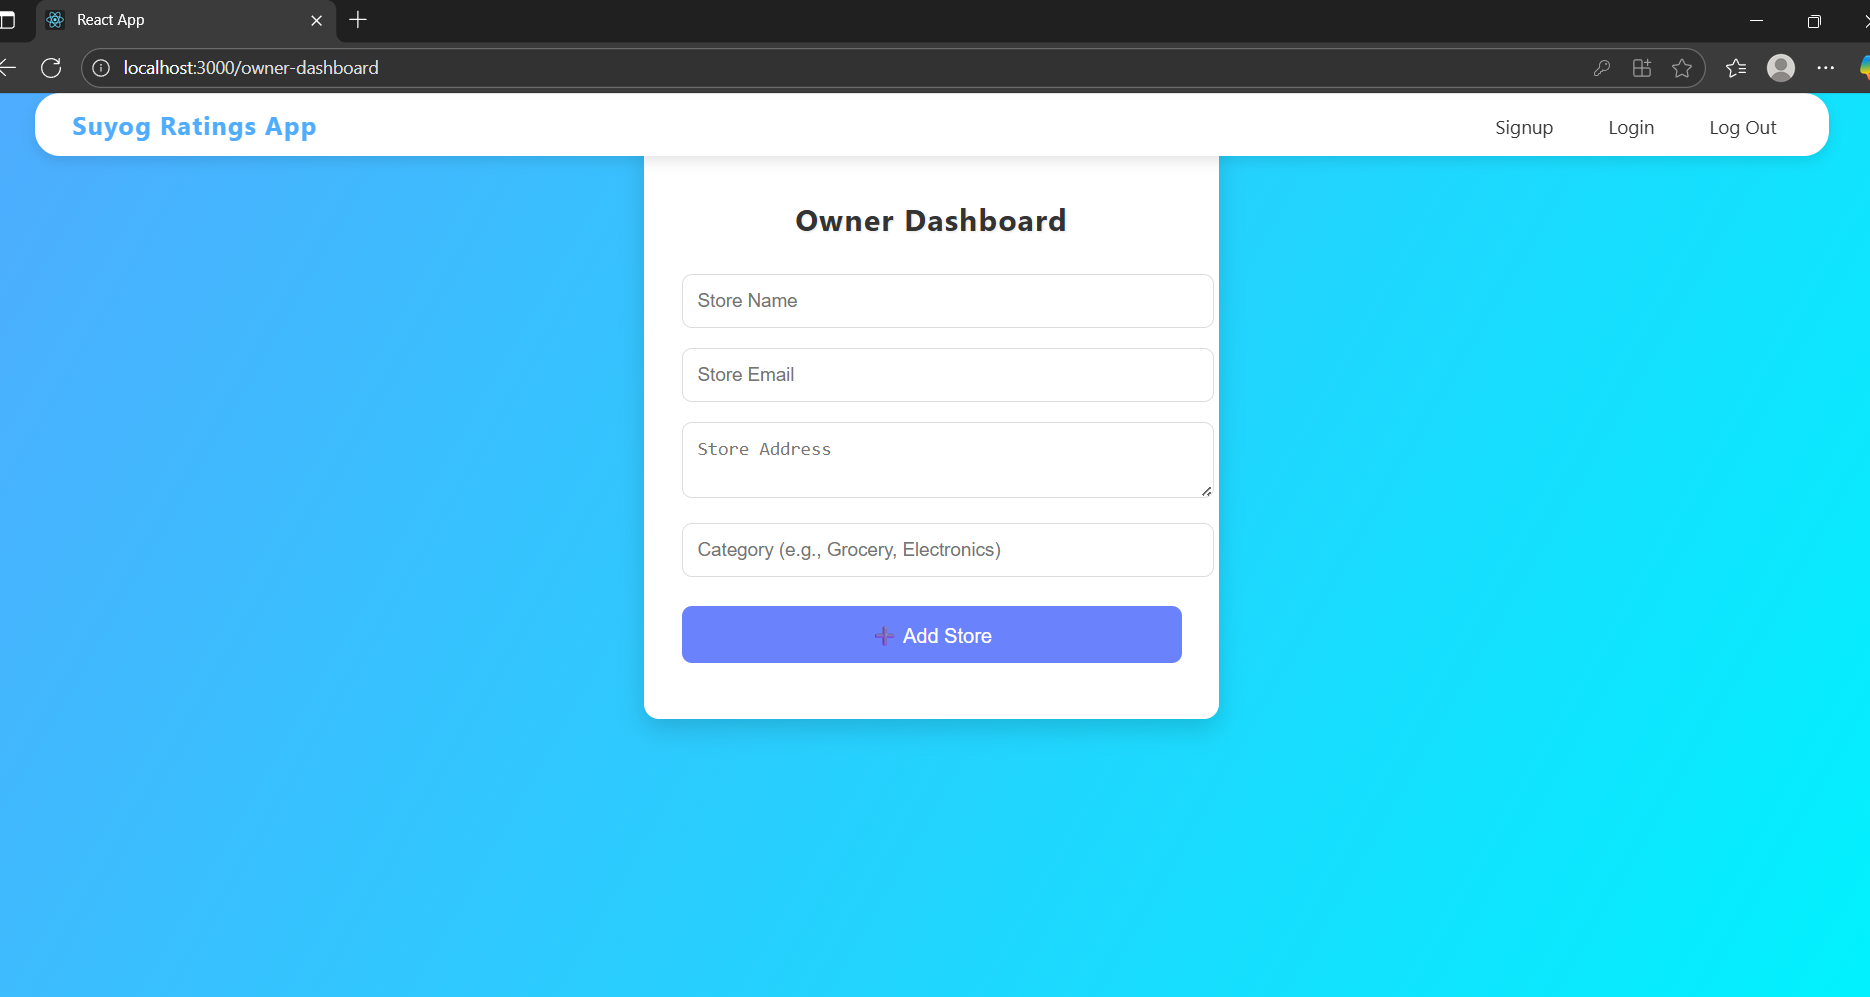 React App
localhost:3000/owner-dashboard
Suyog Ratings App
Signup Login Log Out
Owner Dashboard
Store Name
Store Email
Store Address
Category (e.g., Grocery, Electronics)
➕ Add Store